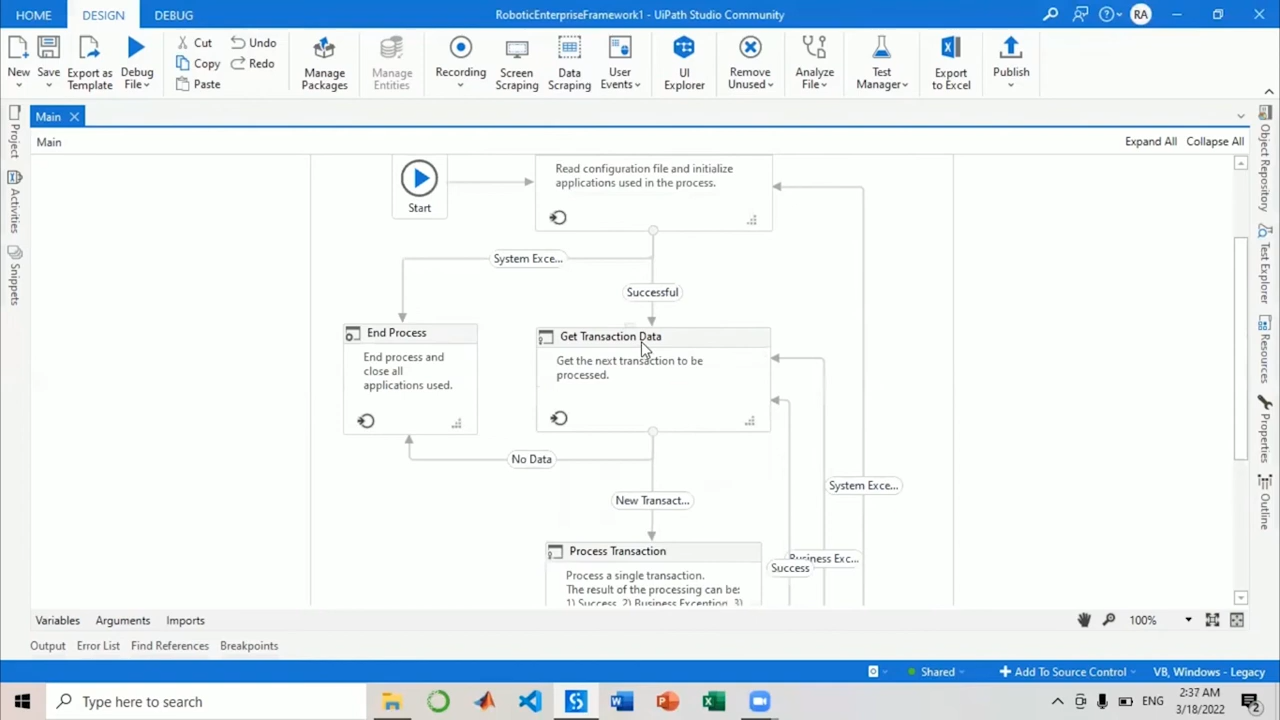 HOME
DESIGN
DEBUG
RoboticEnterpriseFramework1 - UiPath Studio Community
RA
New
Save
Export as
Template
Debug
File
Cut
Copy
Paste
Undo
Redo
Manage
Packages
Manage
Entities
Recording
Screen
Scraping
Data
Scraping
User
Events
UI
Explorer
Remove
Unused
Analyze
File
Test
Manager
Export
to Excel
Publish
Main
Main
Expand All
Collapse All
Project
Activities
Snippets
Object Repository
Test Explorer
Resources
Properties
Outline
Start
Read configuration file and initialize
applications used in the process.
System Exce...
Successful
End Process
End process and
close all
applications used.
Get Transaction Data
Get the next transaction to be
processed.
No Data
New Transact...
System Exce...
Business Exc...
Success
Process Transaction
Process a single transaction.
The result of the processing can be:
1) Success, 2) Business Exception, 3)
Variables
Arguments
Imports
100%
Output
Error List
Find References
Breakpoints
Shared
Add To Source Control
VB, Windows - Legacy
Type here to search
ENG
2:37 AM
3/18/2022
2